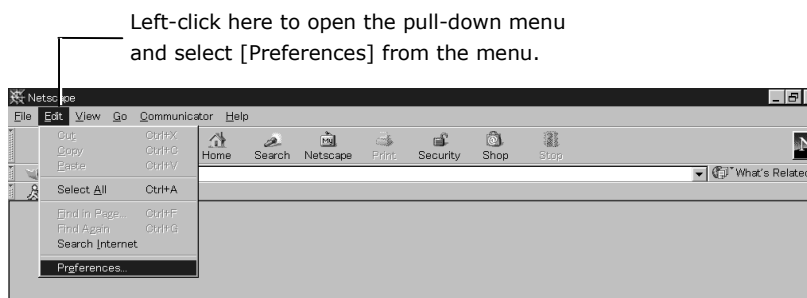 Left-click here to open the pull-down menu
and select [Preferences] from the menu.
Netscape
File Edit View Go Communicator Help
Cut Ctrl+X
Copy Ctrl+C
Paste Ctrl+V
Select All Ctrl+A
Find in Page... Ctrl+F
Find Again Ctrl+G
Search Internet
Preferences...
Home Search Netscape Print Security Shop Stop
My
N
What's Related